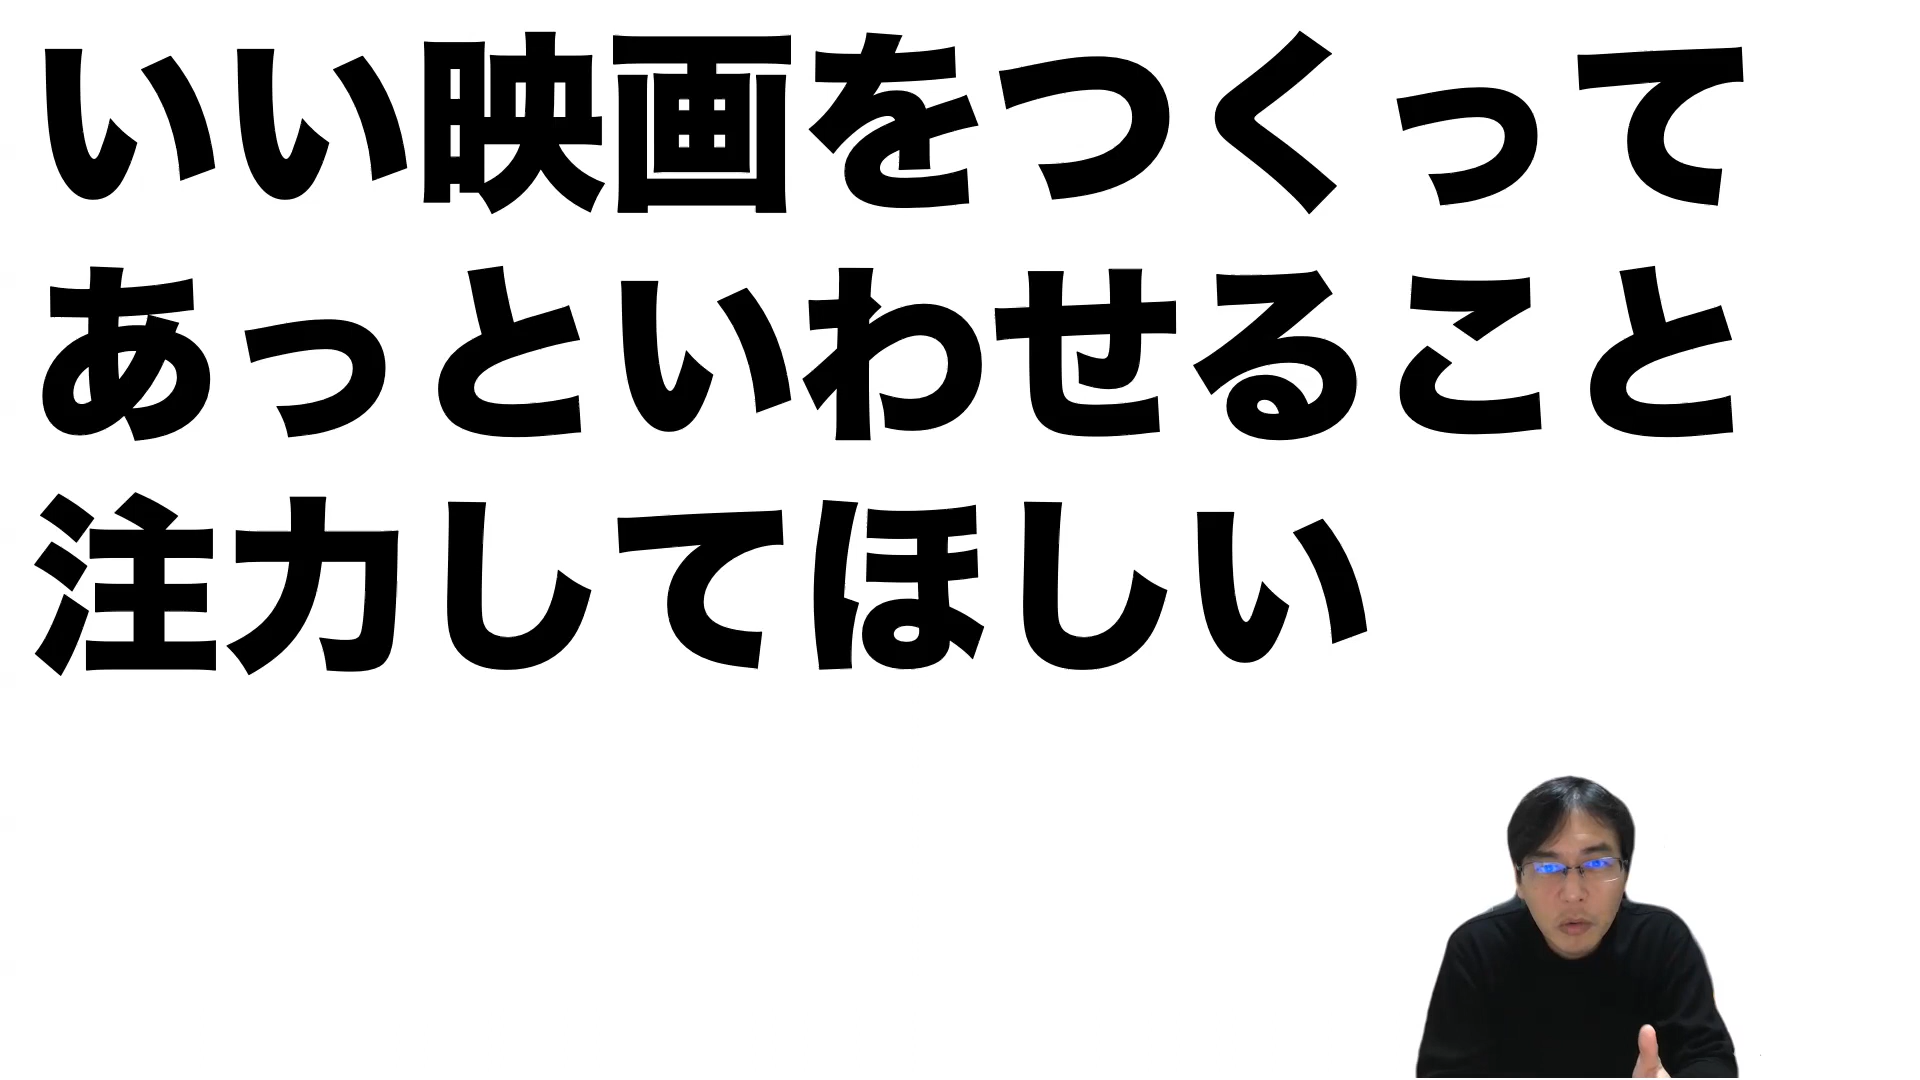 いい映画をつくって
あっといわせること
注力してほしい